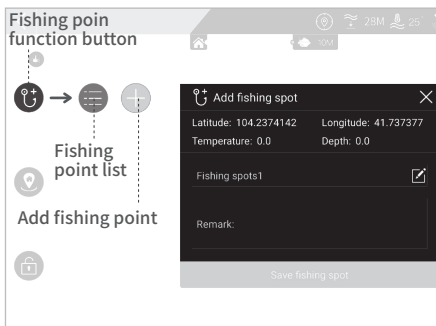 Fishing poin
function button
28M 25°
10M
Add fishing spot
Latitude: 104.2374142 Longitude: 41.737377
Temperature: 0.0 Depth: 0.0
Fishing
point list
Fishing spots1
Add fishing point
Remark:
Save fishing spot